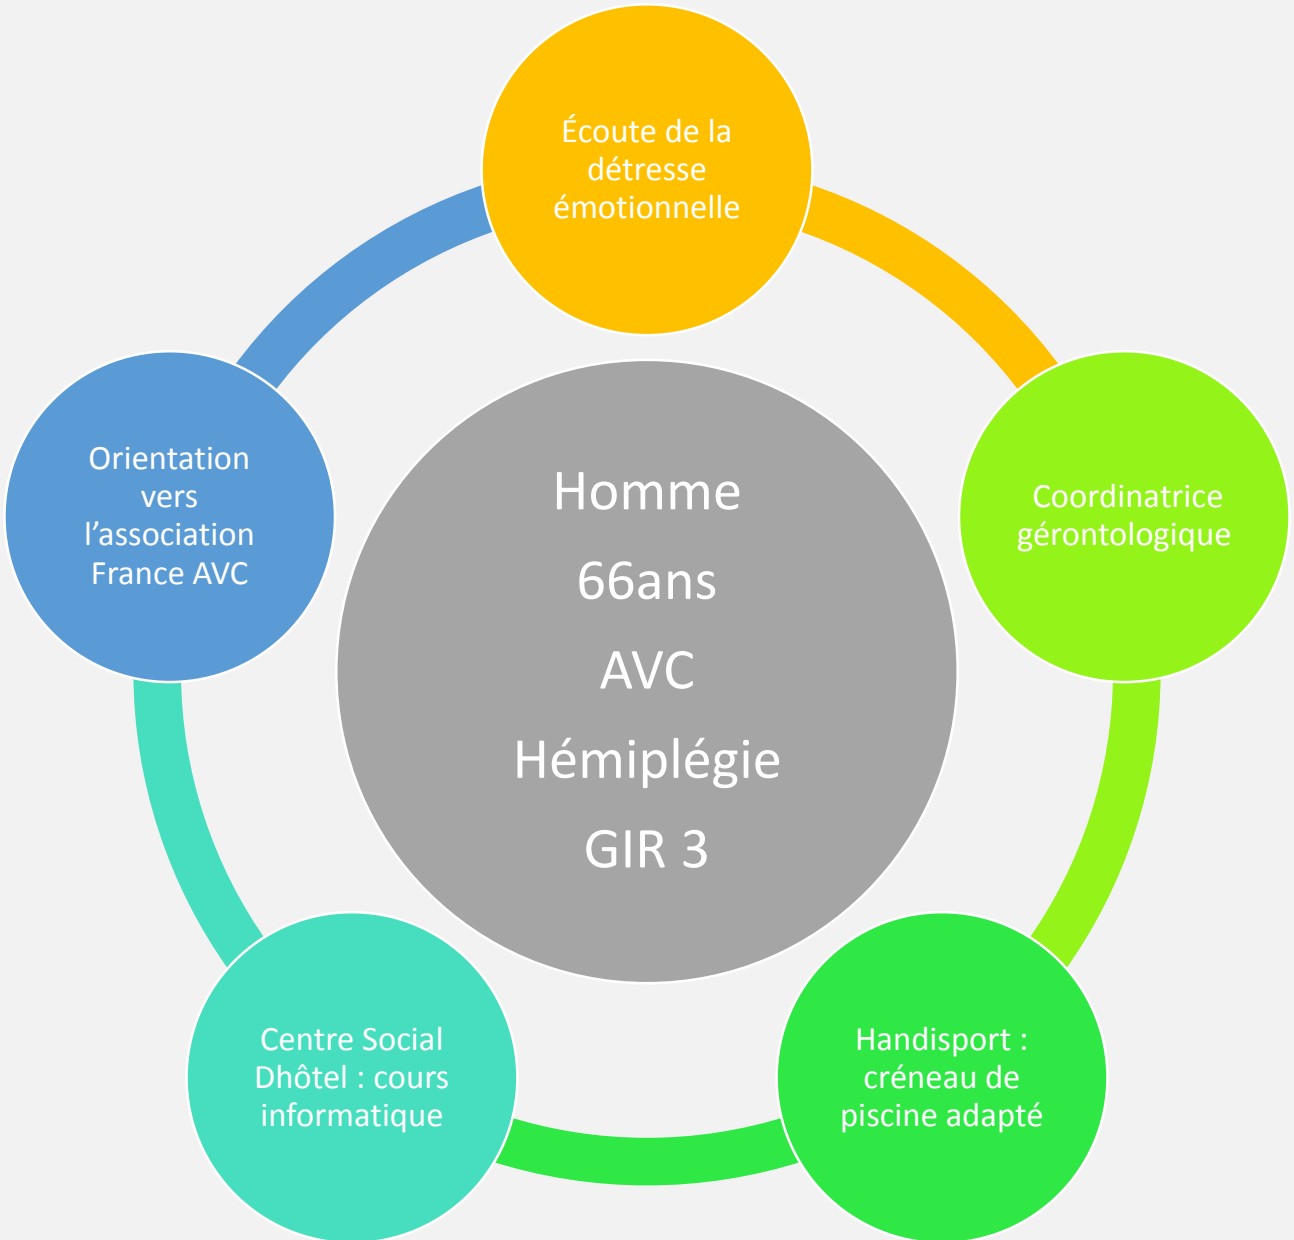 Écoute de la
détresse
émotionnelle
Orientation
vers
l’association
France AVC
Coordinatrice
gérontologique
Homme
66ans
AVC
Hémiplégie
GIR 3
Centre Social
Dhôtel : cours
informatique
Handisport :
créneau de
piscine adapté